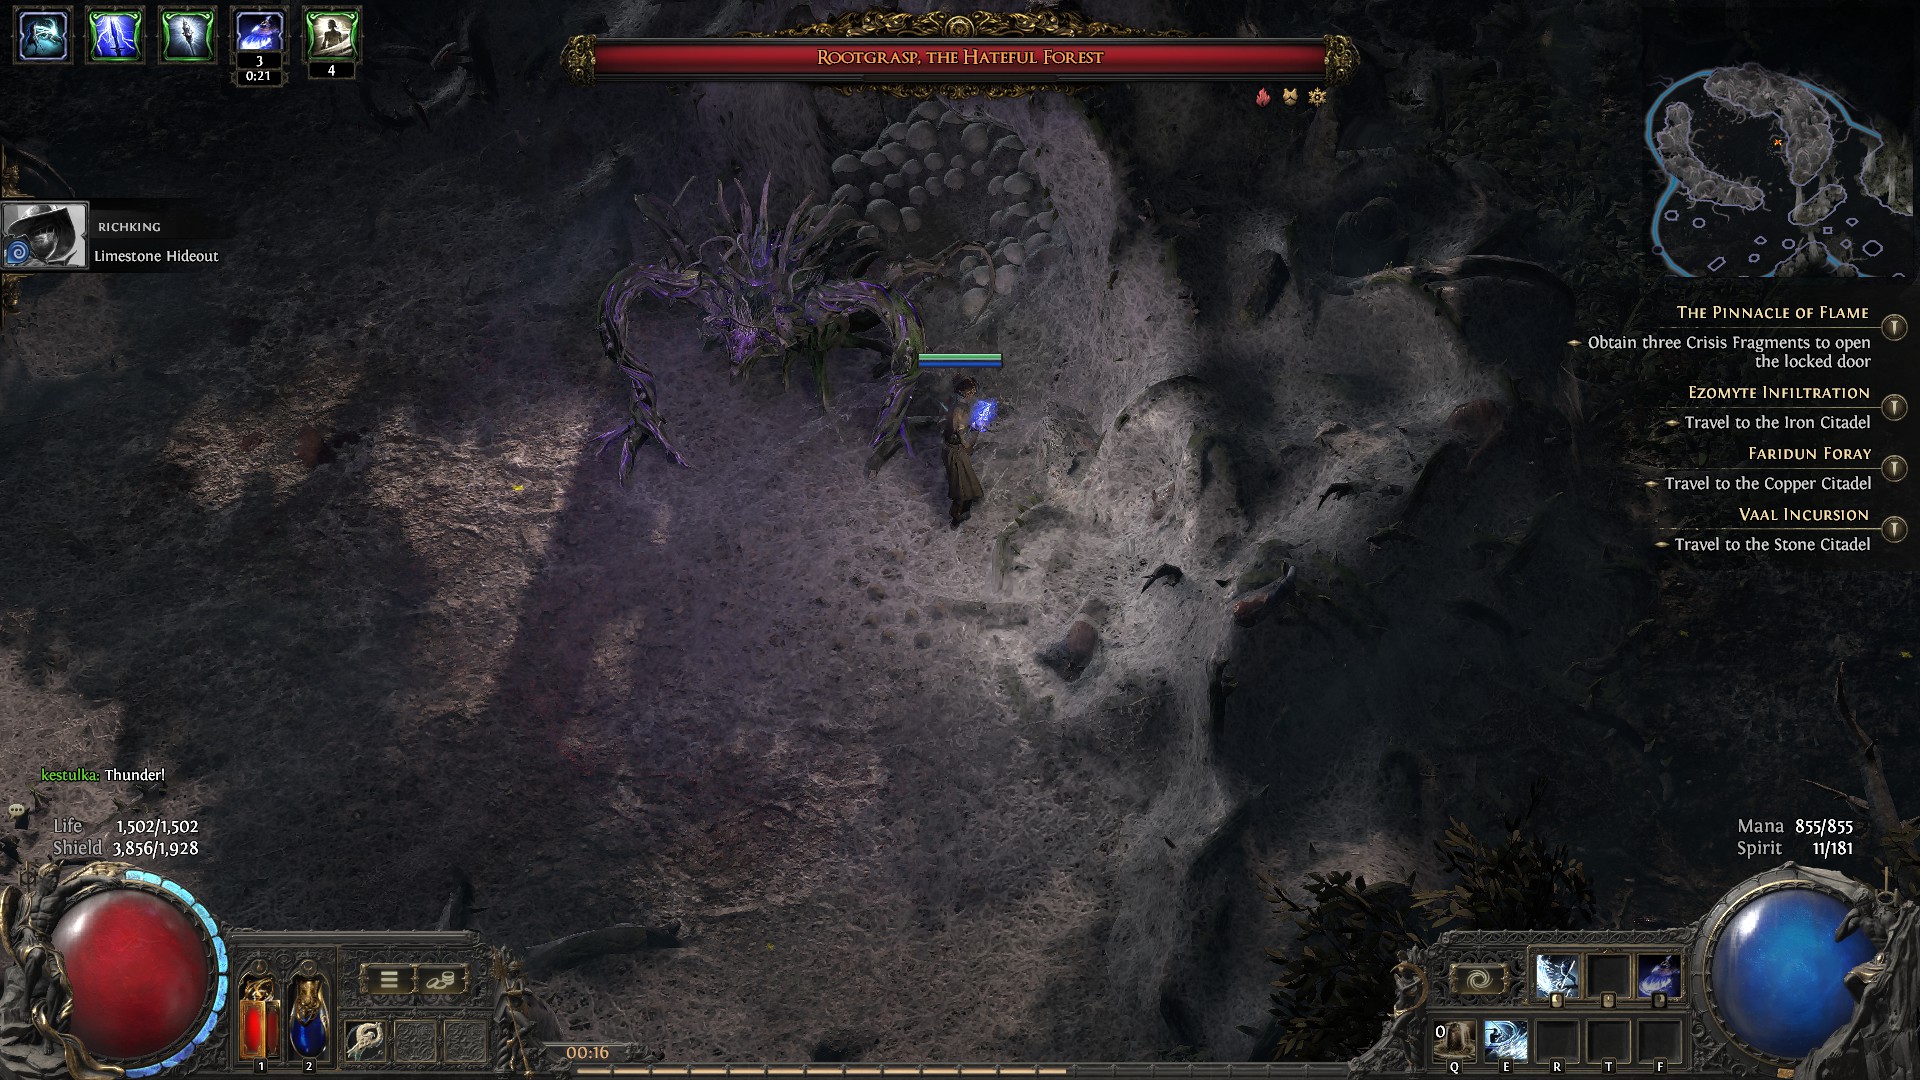 ROOTGRASP, THE HATEFUL FOREST
3
0:21
4
RICHKING
Limestone Hideout
THE PINNACLE OF FLAME
Obtain three Crisis Fragments to open
the locked door
EZOMYTE INFILTRATION
Travel to the Iron Citadel
FARIDUN FORAY
Travel to the Copper Citadel
VAAL INCURSION
Travel to the Stone Citadel
kestulka: Thunder!
Life 1,502/1,502
Shield 3,856/1,928
Mana 855/855
Spirit 11/181
1 2
00:16
0
Q E R T F